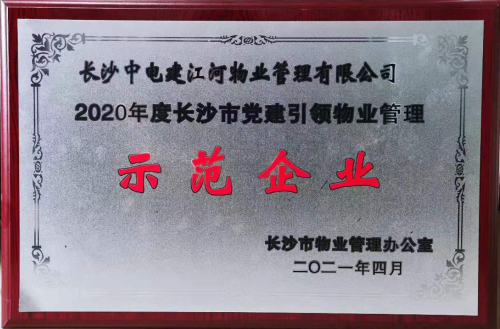 长沙中电建江河物业管理有限公司
2020年度长沙市党建引领物业管理
示范企业
长沙市物业管理办公室
二〇二一年四月